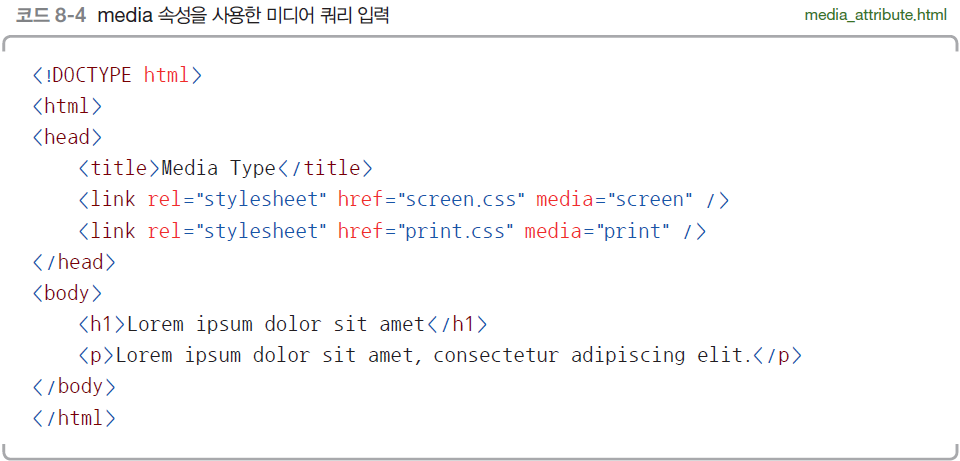 코드 8-4 media 속성을 사용한 미디어 쿼리 입력
media_attribute.html
<!DOCTYPE html>
<html>
<head>
    <title>Media Type</title>
    <link rel="stylesheet" href="screen.css" media="screen" />
    <link rel="stylesheet" href="print.css" media="print" />
</head>
<body>
    <h1>Lorem ipsum dolor sit amet</h1>
    <p>Lorem ipsum dolor sit amet, consectetur adipiscing elit.</p>
</body>
</html>